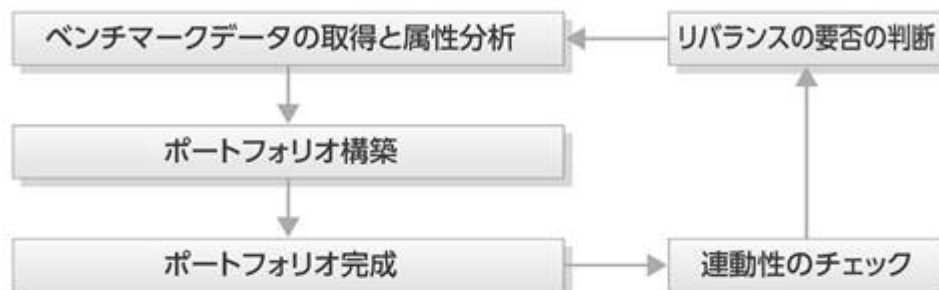 ベンチマークデータの取得と属性分析
リバランスの要否の判断
ポートフォリオ構築
ポートフォリオ完成
連動性のチェック